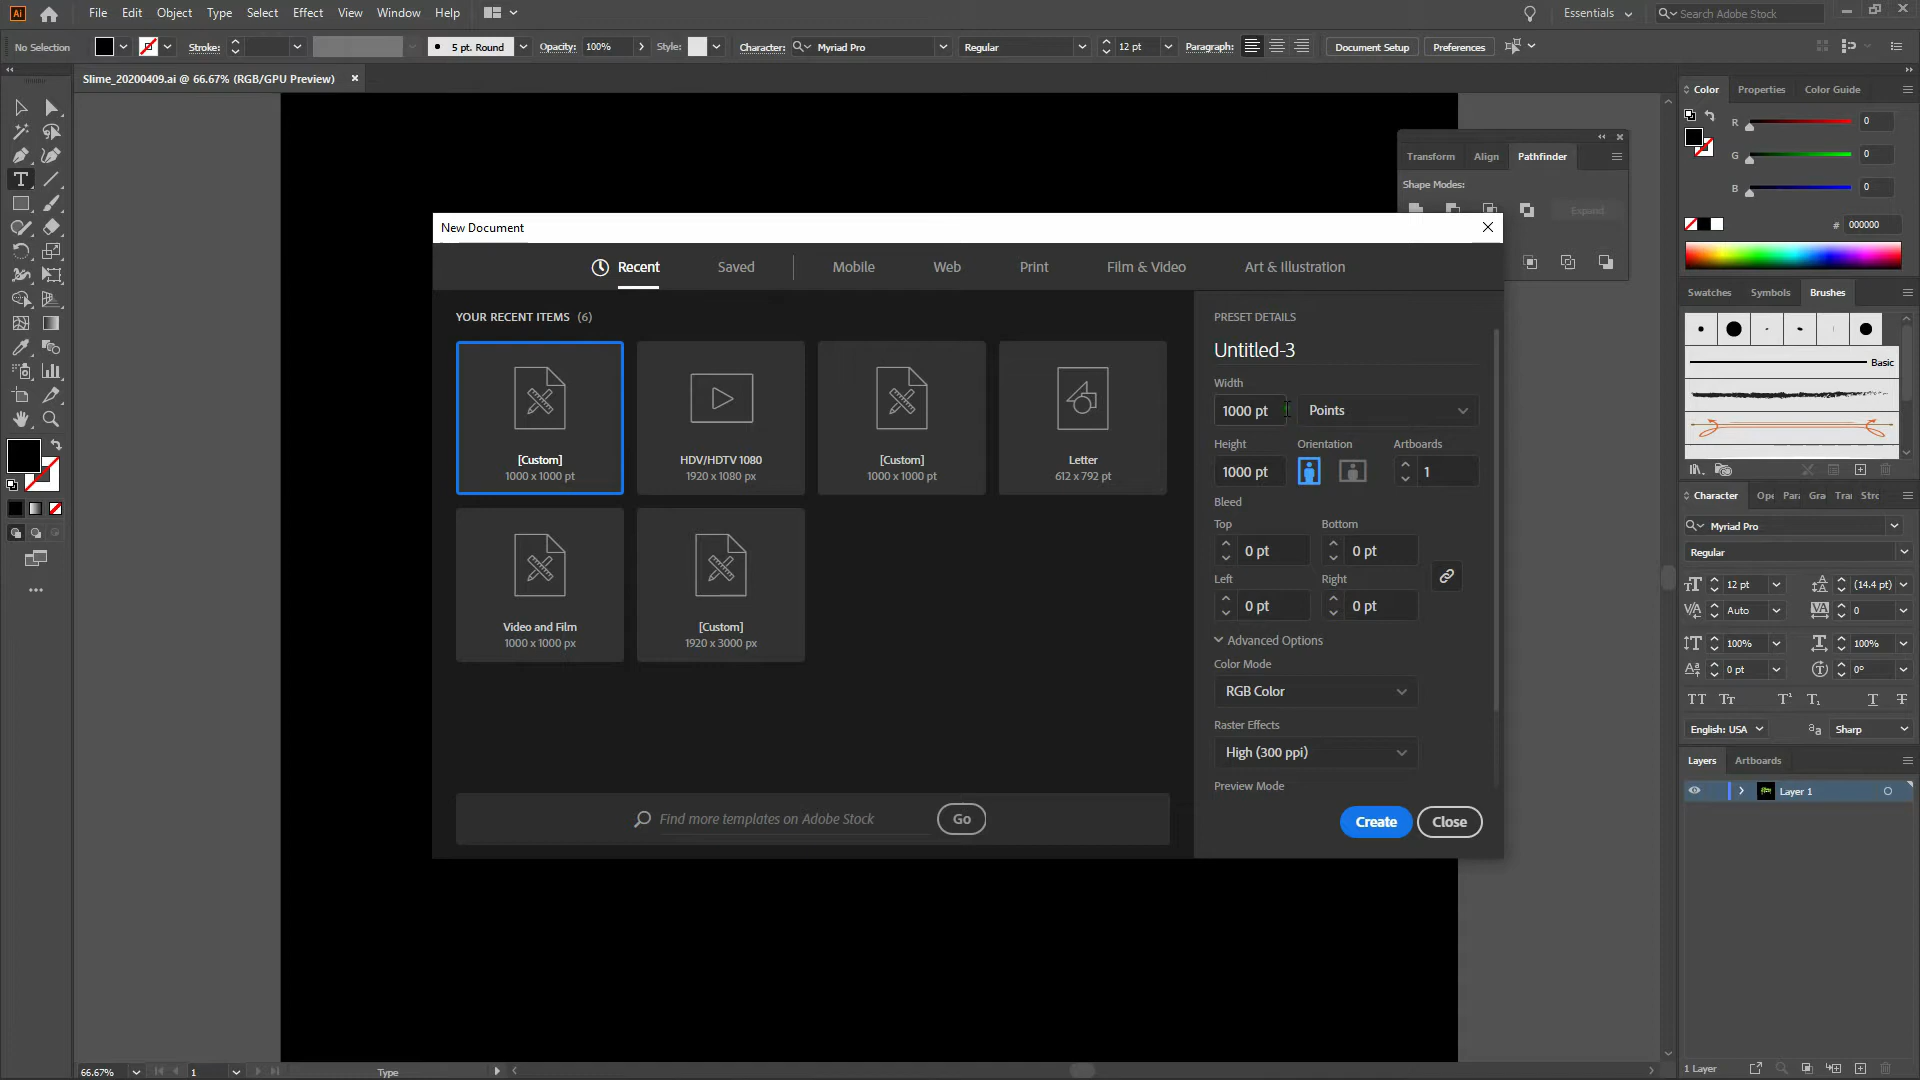 Ai File Edit Object Type Select Effect View Window Help Essentials Search Adobe Stock
No Selection Stroke: 5 pt. Round Opacity: 100% Style: Character: Myriad Pro Regular 12 pt Paragraph: Document Setup Preferences
Slime_20200409.ai @ 66.67% (RGB/GPU Preview)
Color Properties Color Guide
R 0
G 0
B 0
# 000000
Transform Align Pathfinder
Shape Modes:
Expand
Swatches Symbols Brushes
Basic
New Document
Recent Saved Mobile Web Print Film & Video Art & Illustration
YOUR RECENT ITEMS (6)
[Custom]
1000 x 1000 pt
HDV/HDTV 1080
1920 x 1080 px
[Custom]
1000 x 1000 pt
Letter
612 x 792 pt
Video and Film
1000 x 1000 px
[Custom]
1920 x 3000 px
Find more templates on Adobe Stock Go
PRESET DETAILS
Untitled-3
Width
1000 pt Points
Height Orientation Artboards
1000 pt 1
Bleed
Top Bottom
0 pt 0 pt
Left Right
0 pt 0 pt
Advanced Options
Color Mode
RGB Color
Raster Effects
High (300 ppi)
Preview Mode
Create Close
Character Ope Para Gra Tra Stro
Myriad Pro
Regular
12 pt (14.4 pt)
Auto 0
100% 100%
0 pt 0°
English: USA Sharp
Layers Artboards
Layer 1
1 Layer
66.67% 1 Type